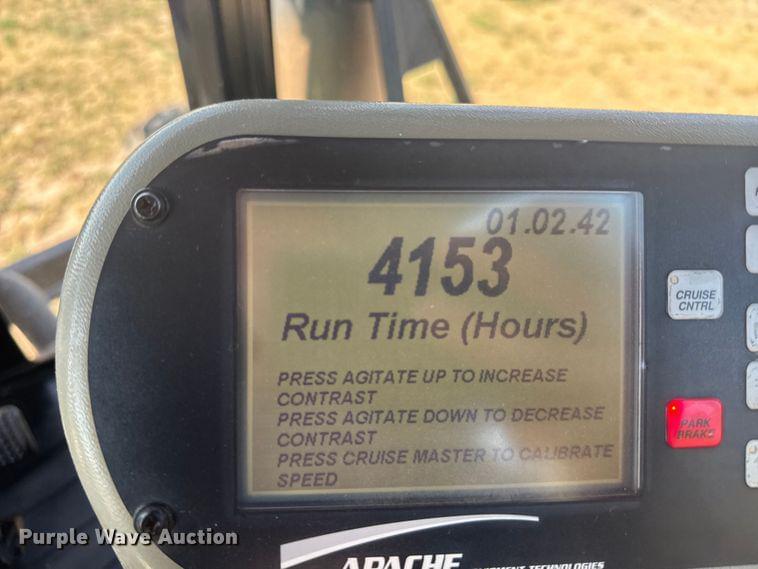 01.02.42
4153
Run Time (Hours)
PRESS AGITATE UP TO INCREASE
CONTRAST
PRESS AGITATE DOWN TO DECREASE
CONTRAST
PRESS CRUISE MASTER TO CALIBRATE
SPEED
CRUISE
CNTRL
PARK
BRAKE
APACHE
TECHNOLOGIES
Purple Wave Auction